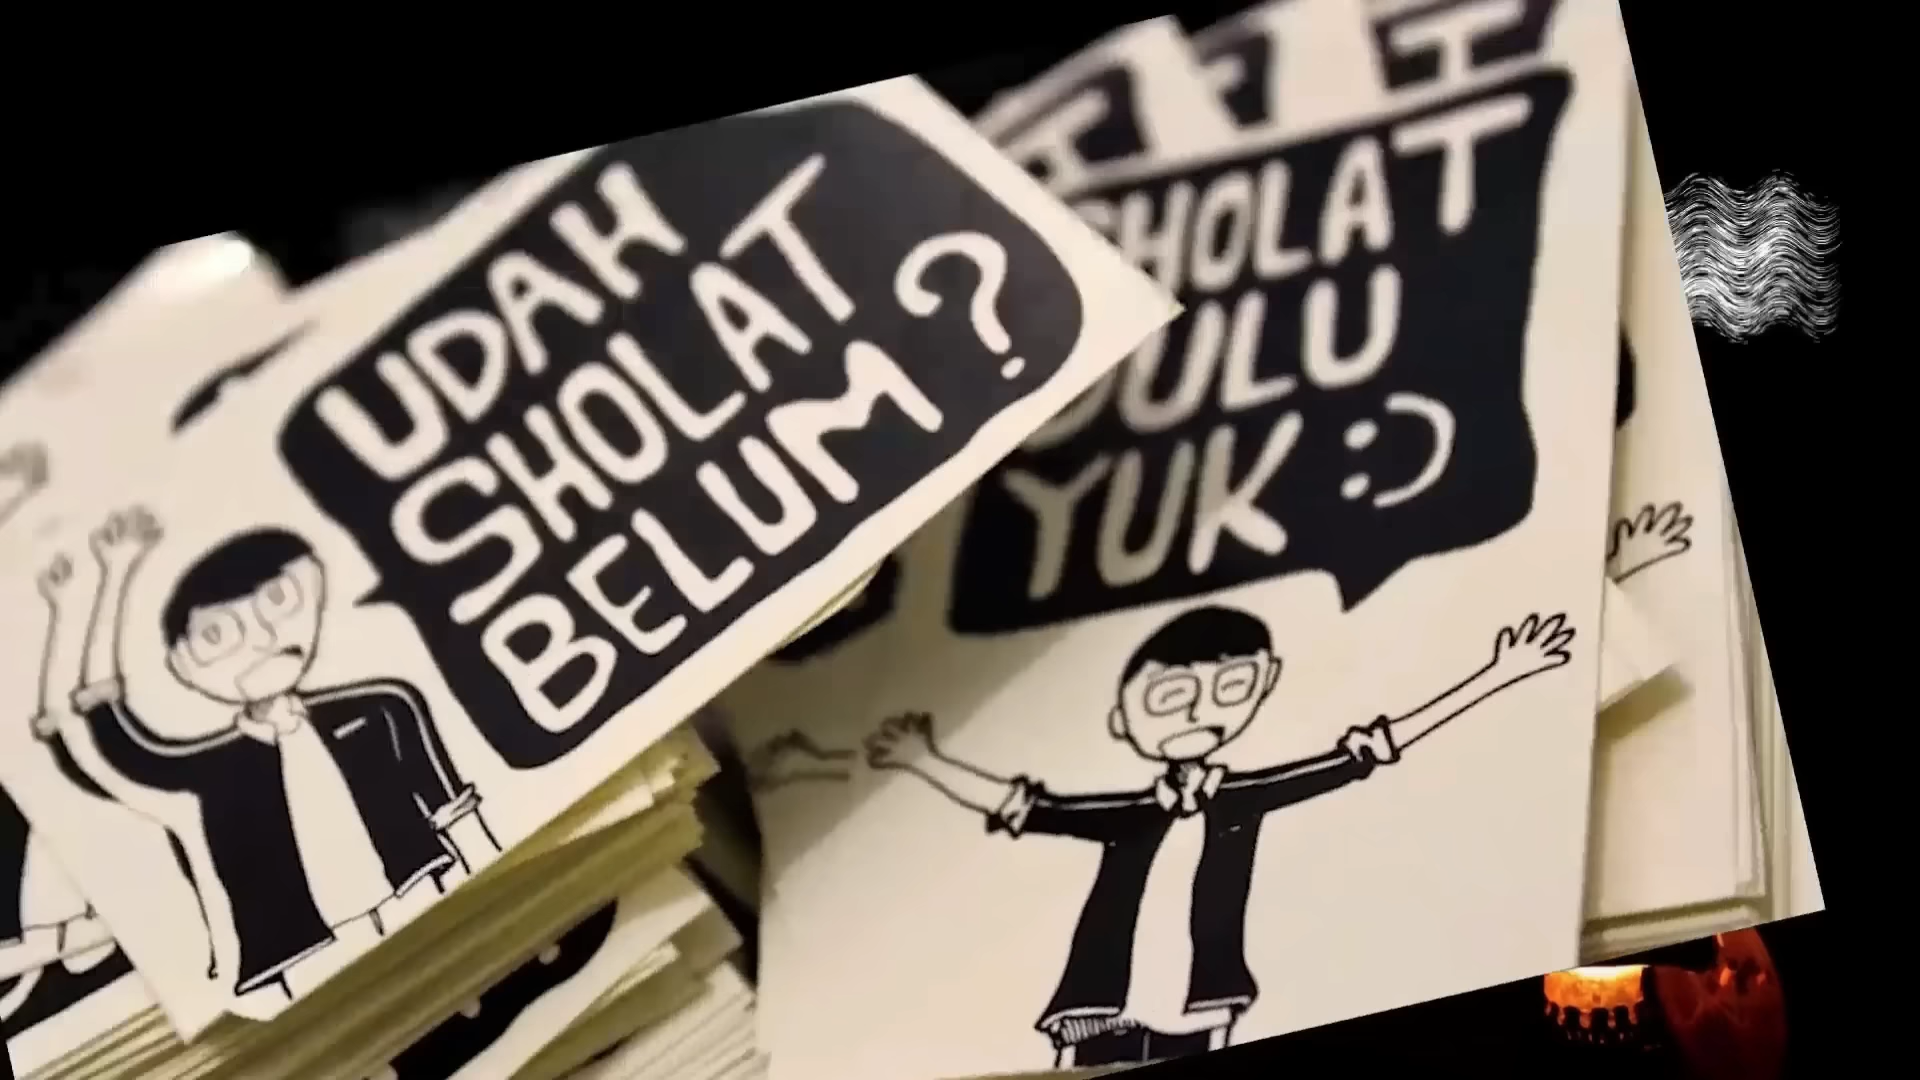 UDAH
SHOLAT
BELUM?
SHOLAT
DULU
YUK :)